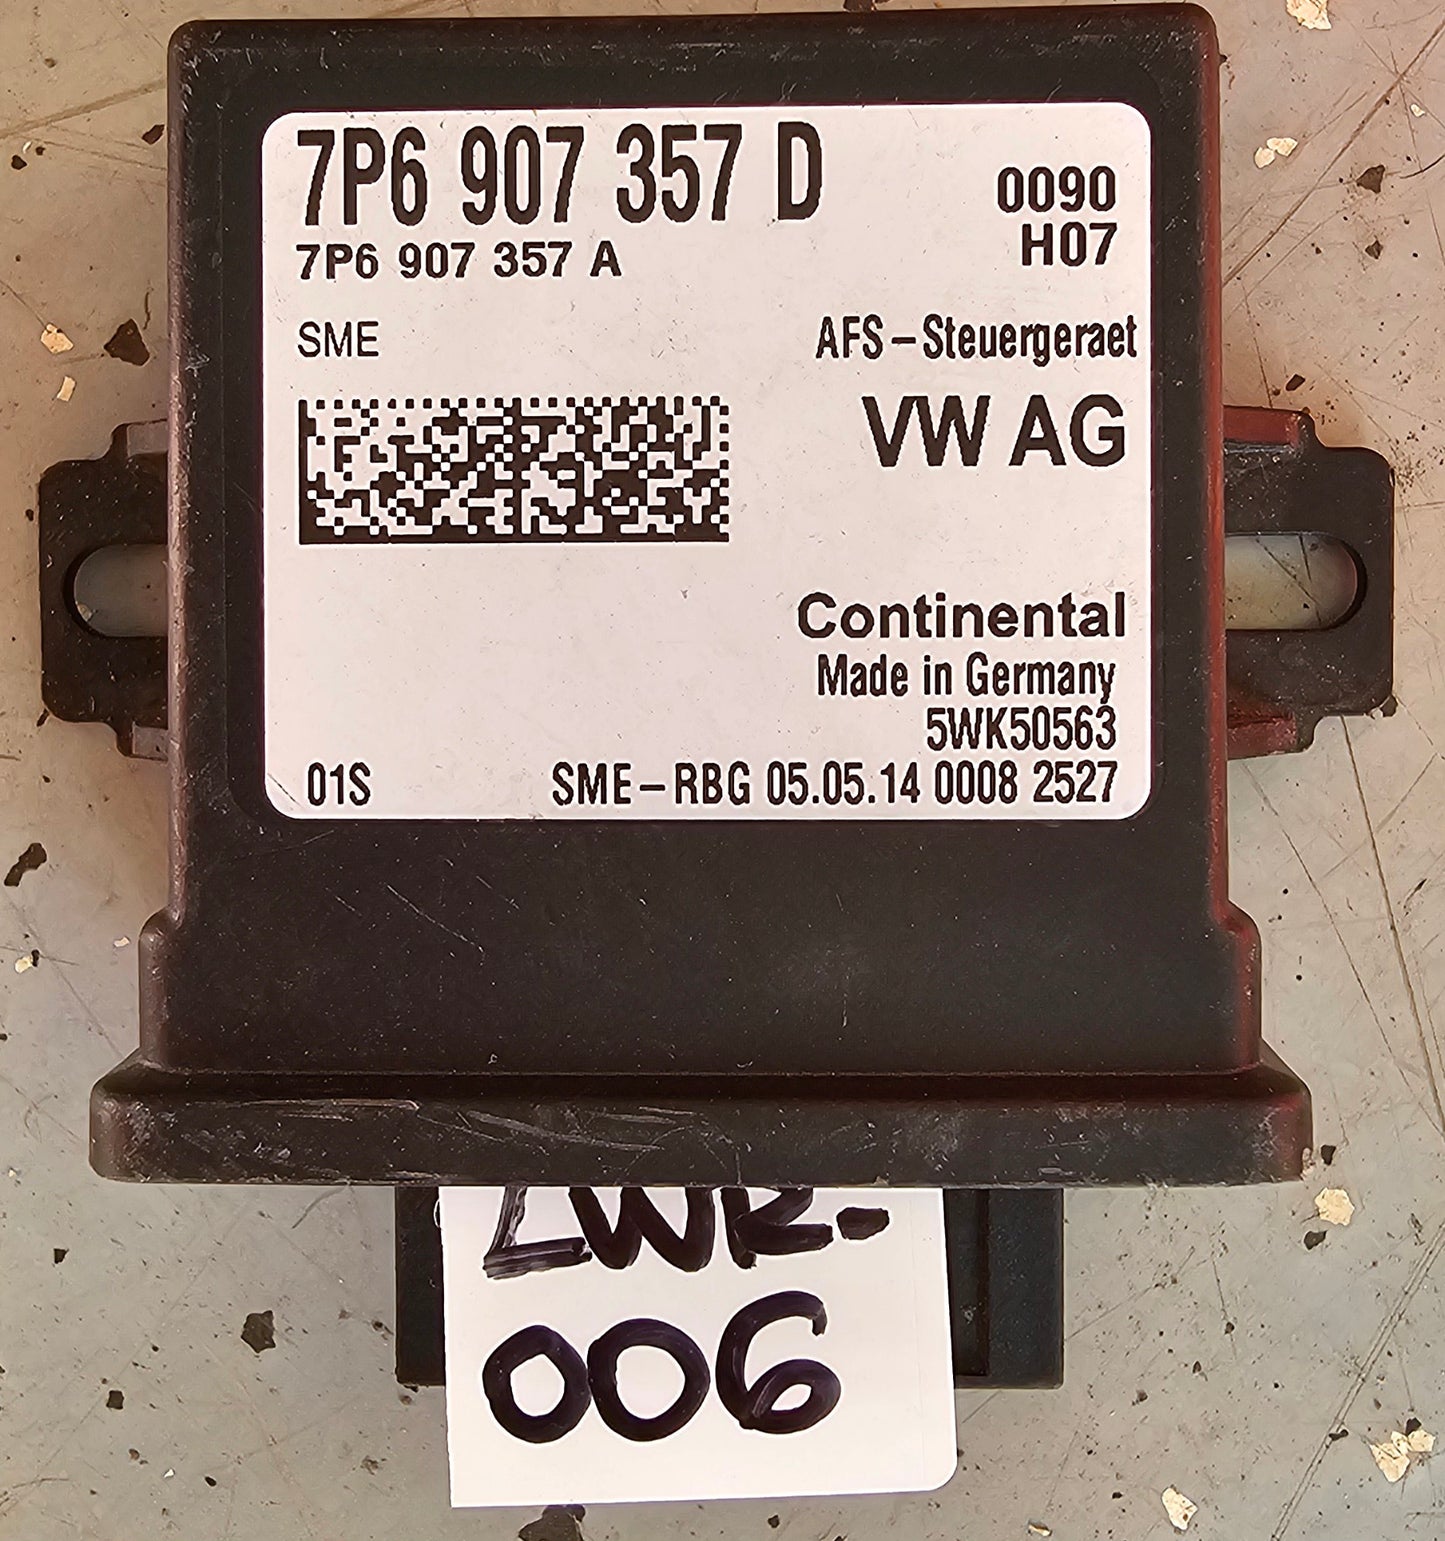 7P6 907 357 D
0090
7P6 907 357 A
H07
SME
AFS-Steuergeraet
VW AG
Continental
Made in Germany
5WK50563
01S SME-RBG 05.05.14 0008 2527
LWR-
006